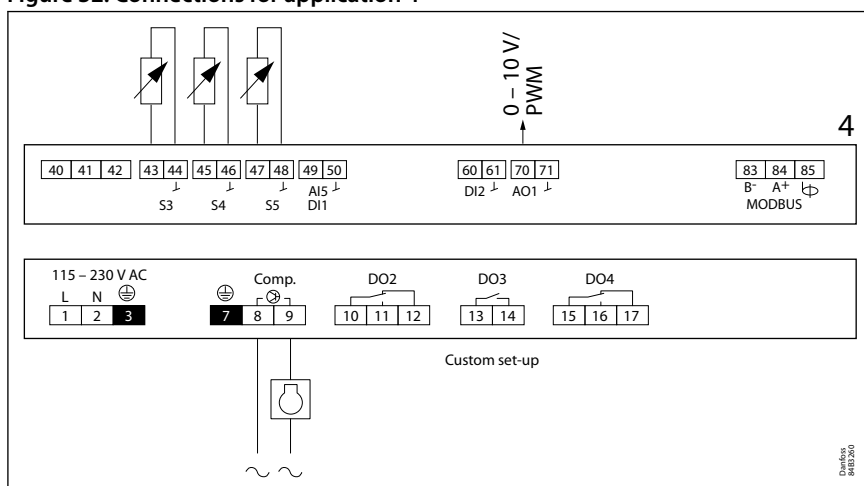 Figure 32: Connections for application 4
0 – 10 V/
PWM
4
40 41 42 43 44 45 46 47 48 49 50 60 61 70 71 83 84 85
AI5 DI2 AO1 B- A+
S3 S4 S5 DI1 MODBUS
115 – 230 V AC Comp. DO2 DO3 DO4
L N
1 2 3 7 8 9 10 11 12 13 14 15 16 17
Custom set-up
Danfoss
84B3260